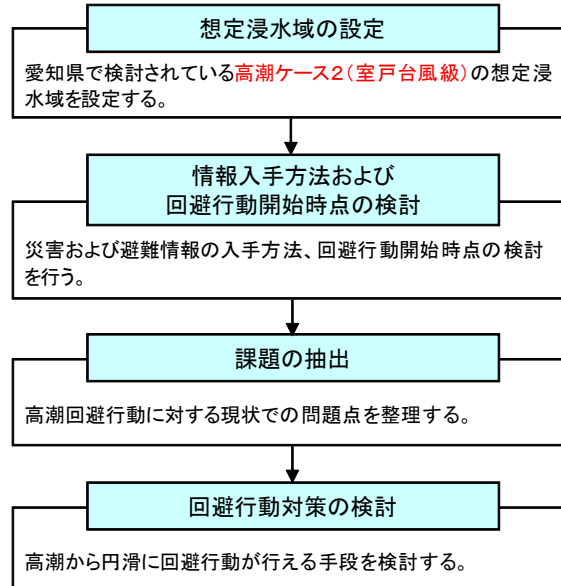 想定浸水域の設定
愛知県で検討されている高潮ケース2(室戸台風級)の想定浸
水域を設定する。
情報入手方法および
回避行動開始時点の検討
災害および避難情報の入手方法、回避行動開始時点の検討
を行う。
課題の抽出
高潮回避行動に対する現状での問題点を整理する。
回避行動対策の検討
高潮から円滑に回避行動が行える手段を検討する。